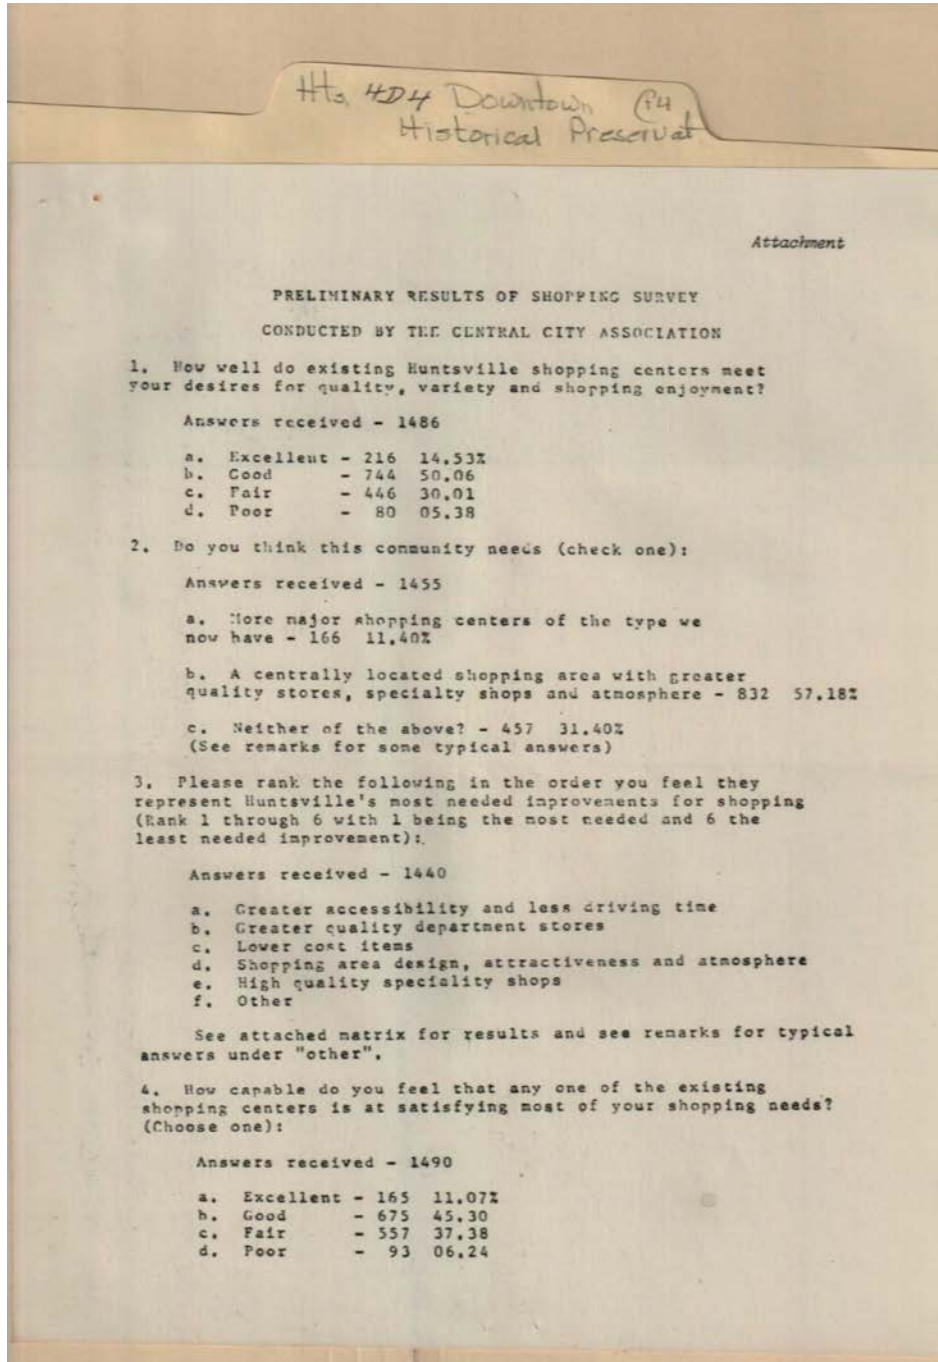 Hts. 4D4 Downtown
Historical Preservat
Attachment
PRELIMINARY RESULTS OF SHOPPING SURVEY
CONDUCTED BY THE CENTRAL CITY ASSOCIATION
1. How well do existing Huntsville shopping centers meet
your desires for quality, variety and shopping enjoyment?
Answers received - 1486
a. Excellent - 216 14.53%
b. Good - 744 50.06
c. Fair - 446 30.01
d. Poor - 80 05.38
2. Do you think this community needs (check one):
Answers received - 1455
a. More major shopping centers of the type we
now have - 166 11.40%
b. A centrally located shopping area with greater
quality stores, specialty shops and atmosphere - 832 57.18%
c. Neither of the above? - 457 31.40%
(See remarks for some typical answers)
3. Please rank the following in the order you feel they
represent Huntsville's most needed improvements for shopping
(Rank 1 through 6 with 1 being the most needed and 6 the
least needed improvement):
Answers received - 1440
a. Greater accessibility and less driving time
b. Greater quality department stores
c. Lower cost items
d. Shopping area design, attractiveness and atmosphere
e. High quality speciality shops
f. Other
See attached matrix for results and see remarks for typical
answers under "other".
4. How capable do you feel that any one of the existing
shopping centers is at satisfying most of your shopping needs?
(Choose one):
Answers received - 1490
a. Excellent - 165 11.07%
b. Good - 675 45.30
c. Fair - 557 37.38
d. Poor - 93 06.24